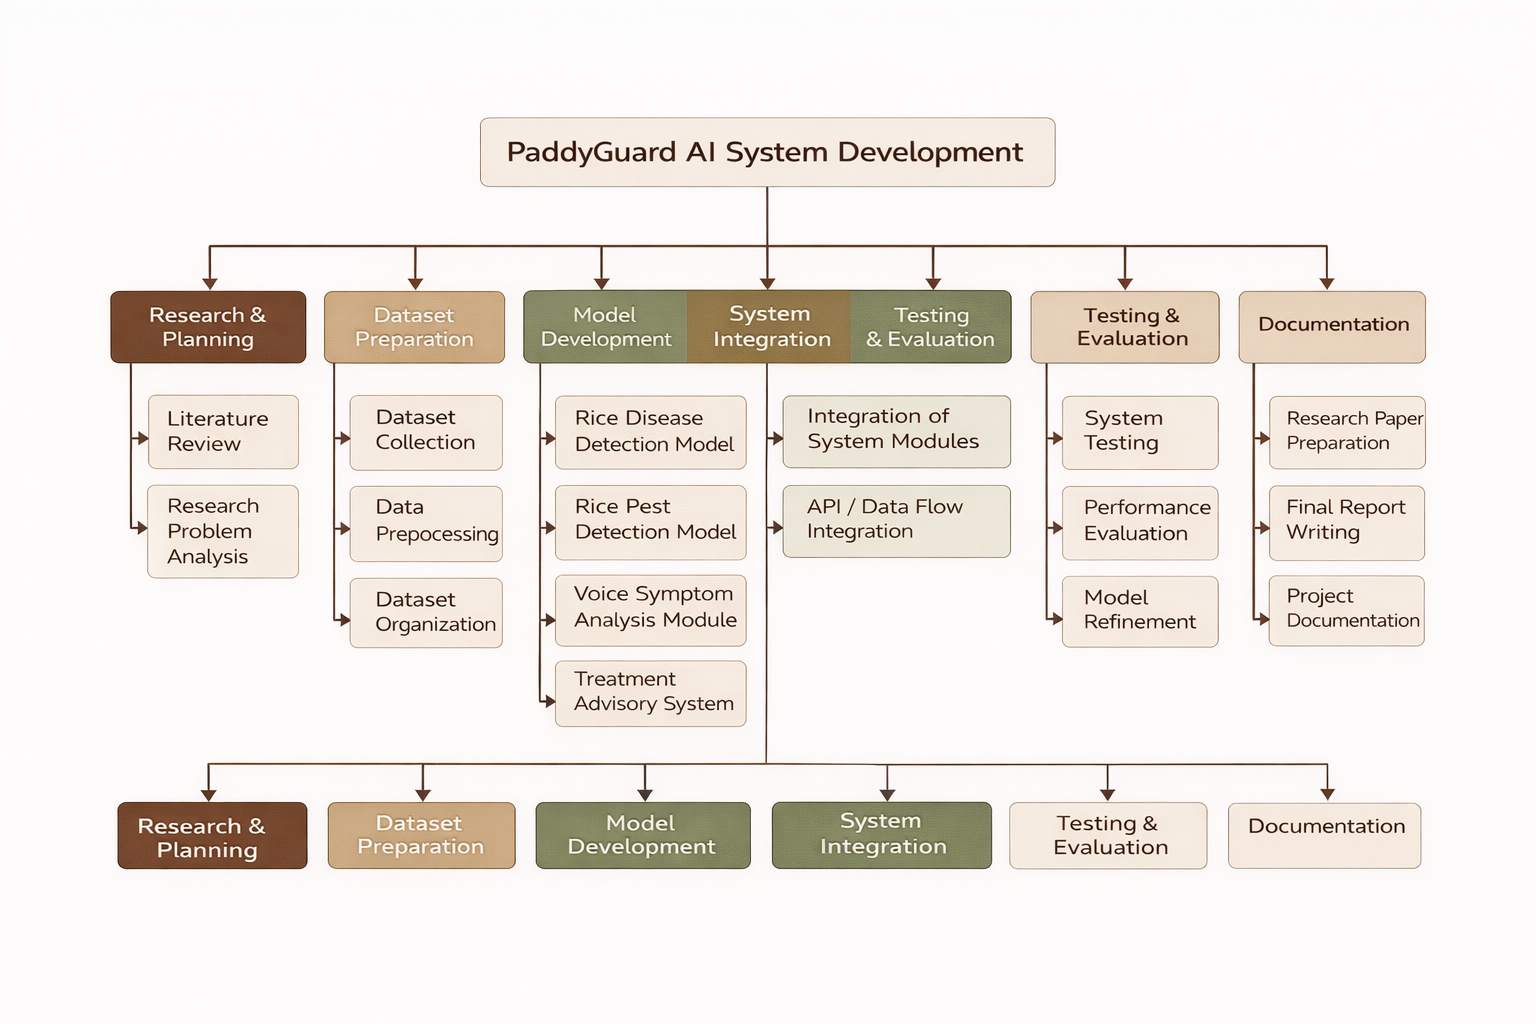 PaddyGuard AI System Development
Research &
Planning
Dataset
Preparation
Model
Development
System
Integration
Testing
& Evaluation
Testing &
Evaluation
Documentation
Literature
Review
Research
Problem
Analysis
Dataset
Collection
Data
Prepocessing
Dataset
Organization
Rice Disease
Detection Model
Rice Pest
Detection Model
Voice Symptom
Analysis Module
Treatment
Advisory System
Integration of
System Modules
API / Data Flow
Integration
System
Testing
Performance
Evaluation
Model
Refinement
Research Paper
Preparation
Final Report
Writing
Project
Documentation
Research &
Planning
Dataset
Preparation
Model
Development
System
Integration
Testing &
Evaluation
Documentation